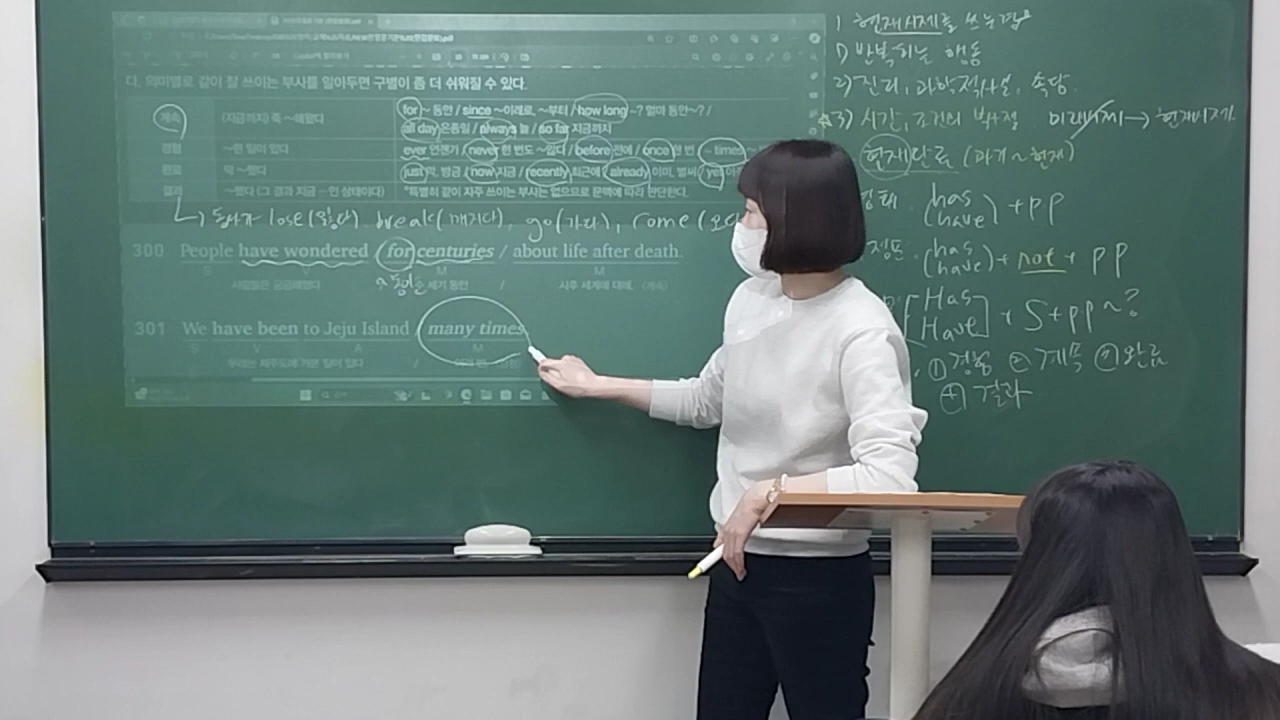 다. 의미별로 같이 잘 쓰이는 부사를 알아두면 구별이 좀 더 쉬워질 수 있다.
계속 (지금까지) 죽 ~해왔다 for ~ 동안 / since ~이래로, ~부터 / how long ~? 얼마 동안~? /
all day 온종일 / always 늘 / so far 지금까지
경험 ~한 일이 있다 ever 언젠가 / never 한 번도 ~않다 / before 전에 / once 한 번 ~ times ~
완료 막 ~했다 just 막, 방금 / now 지금 / recently 최근에 / already 이미, 벌써
결과 ~했다 (그 결과 지금 …인 상태이다) *특별히 같이 자주 쓰이는 부사는 없으므로 문맥에 따라 판단한다.
동사가 lose(잃다), break(깨지다), go(가다), come(오다
300 People have wondered / for centuries / about life after death.
S V M M
사람들은 궁금해했다 세기 동안 / 사후 세계에 대해. (계속)
~동안
301 We have been to Jeju Island / many times
S V A M
우리는 제주도에 가본 일이 있다 /
1 현재시제를 쓰는 경우
1) 반복되는 행동
2) 진리, 과학적사실, 속담
3) 시간, 조건의 부사절 미래시제 → 현재시제
현재완료 (과거~현재)
has
(have) + pp
has
(have) + not + pp
[Has
Have] + S + pp ~?
① 경험 ② 계속 ③ 완료
④ 결과